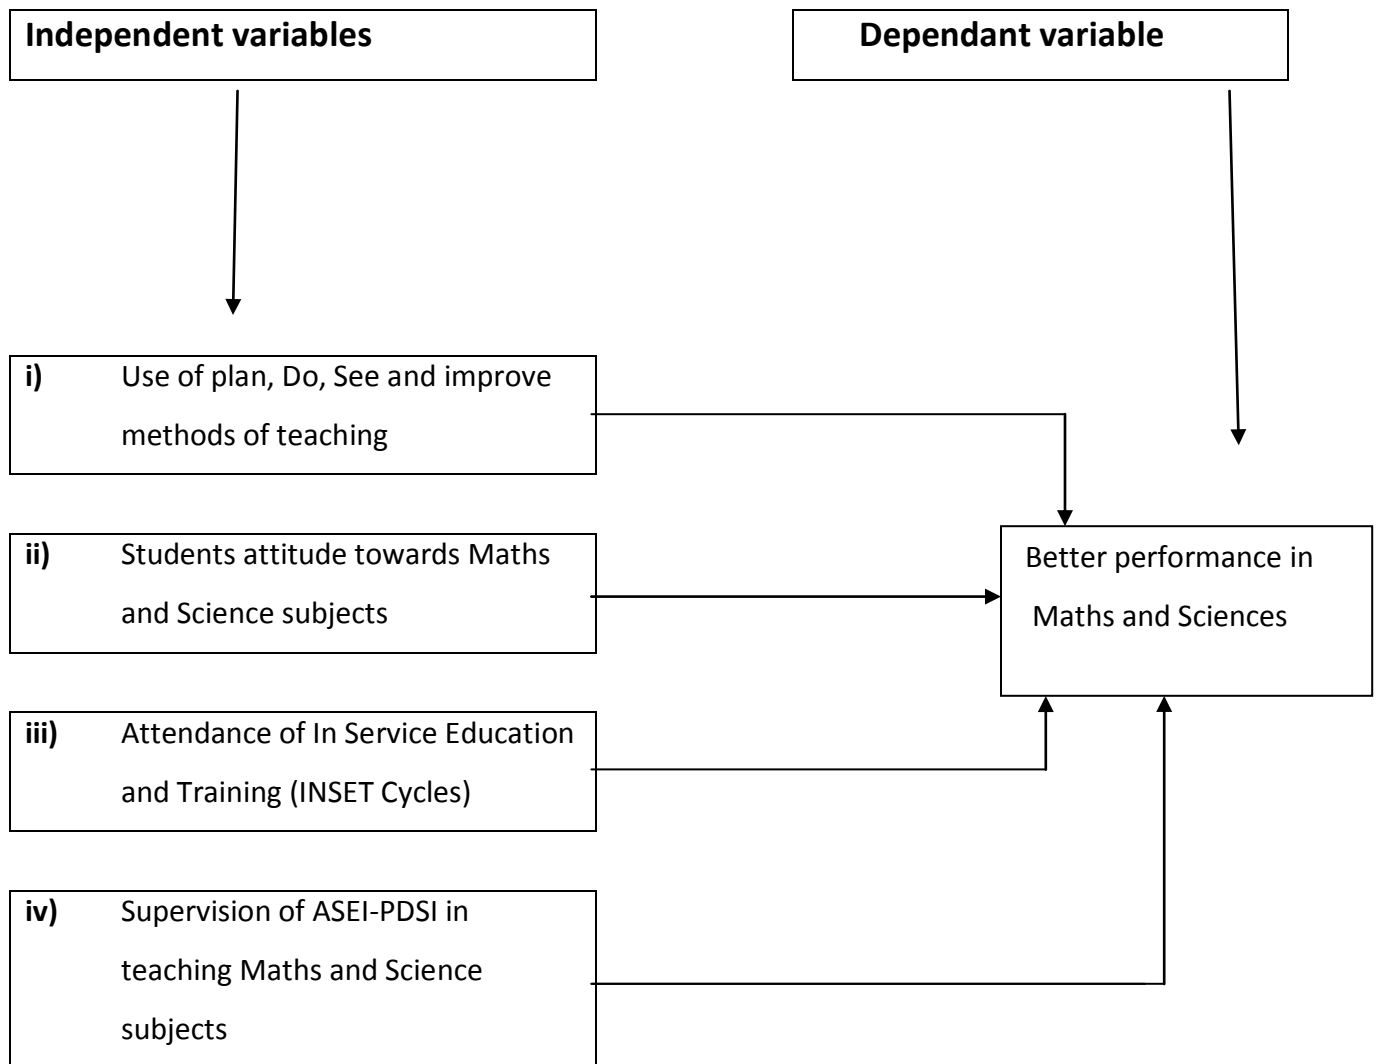 Independent variables
Dependant variable
i) Use of plan, Do, See and improve
methods of teaching
ii) Students attitude towards Maths
and Science subjects
Better performance in
Maths and Sciences
iii) Attendance of In Service Education
and Training (INSET Cycles)
iv) Supervision of ASEI-PDSI in
teaching Maths and Science
subjects